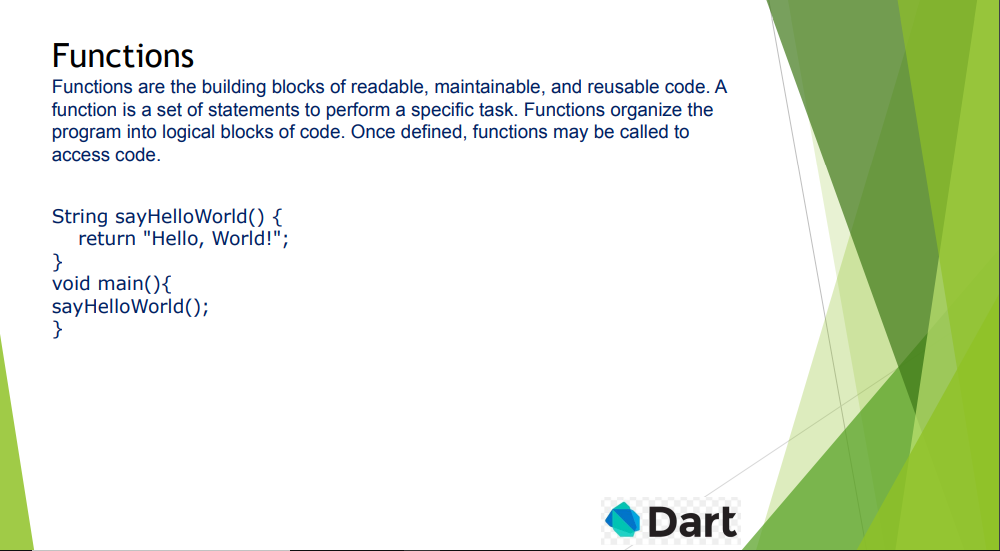 Functions
Functions are the building blocks of readable, maintainable, and reusable code. A
function is a set of statements to perform a specific task. Functions organize the
program into logical blocks of code. Once defined, functions may be called to
access code.
String sayHelloWorld() {
return "Hello, World!";
}
void main(){
sayHelloWorld();
}
Dart